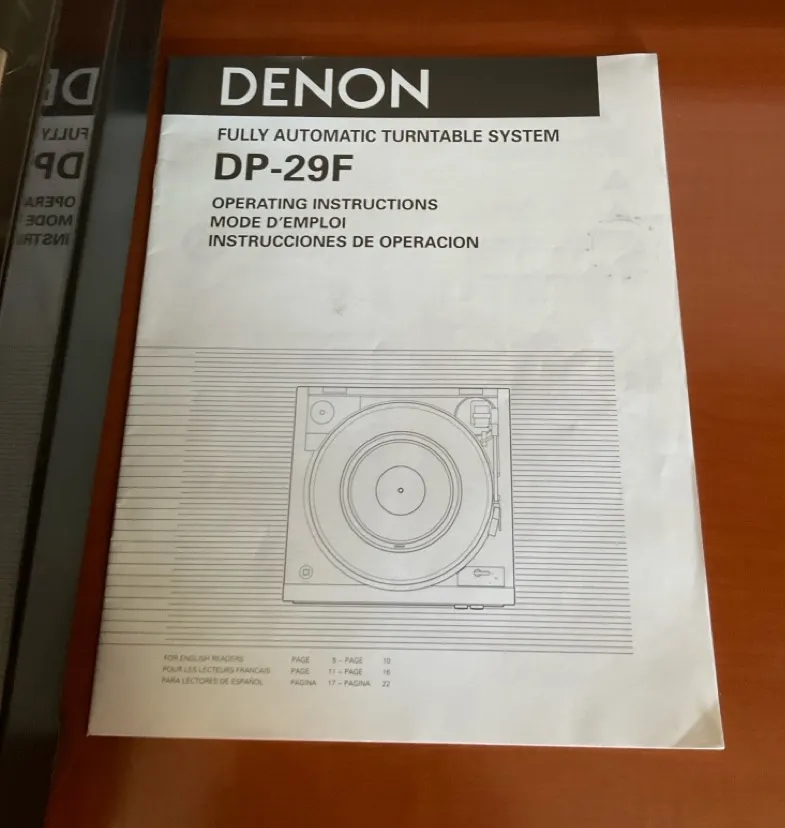 DENON
FULLY AUTOMATIC TURNTABLE SYSTEM
DP-29F
OPERATING INSTRUCTIONS
MODE D'EMPLOI
INSTRUCCIONES DE OPERACION
FOR ENGLISH READERS PAGE – PAGE 10
POUR LES LECTEURS FRANCAIS PAGE 11 – PAGE 16
PARA LECTORES DE ESPAÑOL PAGINA 17 – PAGINA 22